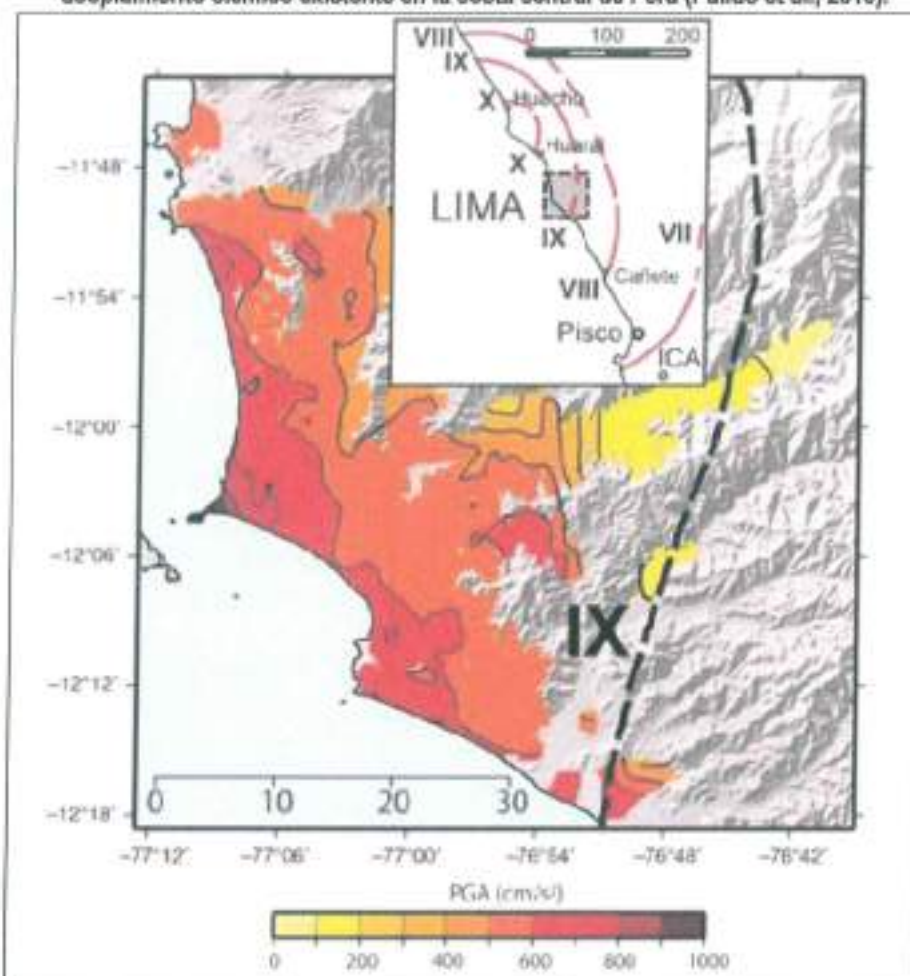 acoplamiento sísmico existente en la costa central de Perú (Pulido et al., 2015).
0 100 200
VIII
IX
X
Huacho
X
Huaral
LIMA
IX
VII
VIII
Cañete
Pisco
ICA
-11°48'
-11°54'
-12°00'
-12°06'
IX
-12°12'
0 10 20 30
-12°18'
-77°12' -77°06' -77°00' -76°54' -76°48' -76°42'
PGA (cm/s²)
0 200 400 600 800 1000